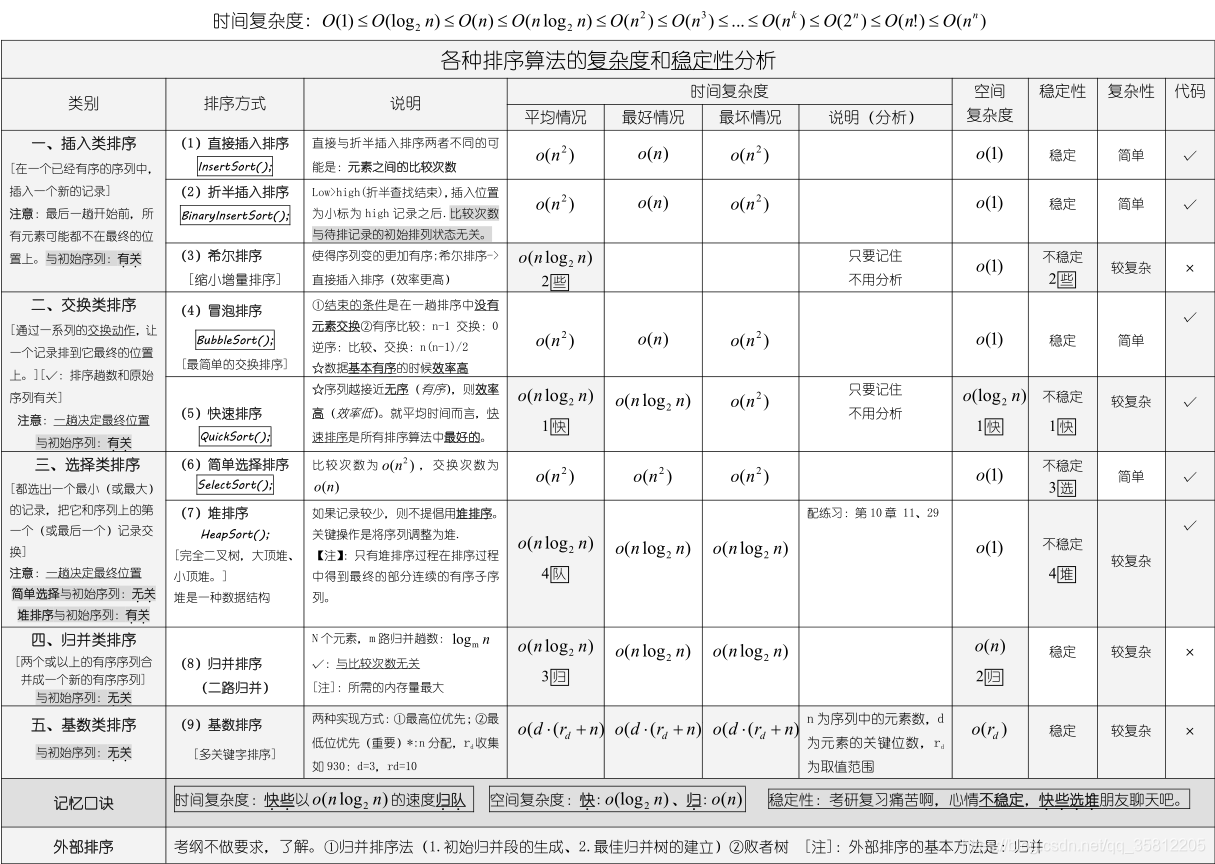 时间复杂度：O(1) ≤ O(log₂ n) ≤ O(n) ≤ O(n log₂ n) ≤ O(n²) ≤ O(n³) ≤ ... ≤ O(nᵏ) ≤ O(2ⁿ) ≤ O(n!) ≤ O(nⁿ)
各种排序算法的复杂度和稳定性分析
类别 排序方式 说明 时间复杂度 空间复杂度 稳定性 复杂性 代码
平均情况 最好情况 最坏情况 说明（分析）
一、插入类排序
[在一个已经有序的序列中，
插入一个新的记录]
注意：最后一趟开始前，所
有元素可能都不在最终的位
置上。与初始序列：有关
（1）直接插入排序
InsertSort();
直接与折半插入排序两者不同的可
能是：元素之间的比较次数
o(n²) o(n) o(n²) o(1) 稳定 简单 ✓
（2）折半插入排序
BinaryInsertSort();
Low>high(折半查找结束),插入位置
为小标为 high 记录之后.比较次数
与待排记录的初始排列状态无关。
o(n²) o(n) o(n²) o(1) 稳定 简单 ✓
（3）希尔排序
[缩小增量排序]
使得序列变的更加有序;希尔排序->
直接插入排序（效率更高）
o(n log₂ n)
2些
只要记住
不用分析
o(1)
不稳定
2些
较复杂 ×
二、交换类排序
[通过一系列的交换动作，让
一个记录排到它最终的位置
上。][✓：排序趟数和原始
序列有关]
注意：一趟决定最终位置
与初始序列：有关
（4）冒泡排序
BubbleSort();
[最简单的交换排序]
①结束的条件是在一趟排序中没有
元素交换②有序比较：n-1 交换：0
逆序：比较、交换：n(n-1)/2
☆数据基本有序的时候效率高
o(n²) o(n) o(n²) o(1) 稳定 简单 ✓
（5）快速排序
QuickSort();
☆序列越接近无序（有序），则效率
高（效率低）。就平均时间而言，快
速排序是所有排序算法中最好的。
o(n log₂ n)
1快
o(n log₂ n) o(n²)
只要记住
不用分析
o(log₂ n)
1快
不稳定
1快
较复杂 ✓
三、选择类排序
[都选出一个最小（或最大）
的记录，把它和序列上的第
一个（或最后一个）记录交
换]
注意：一趟决定最终位置
简单选择与初始序列：无关
堆排序与初始序列：有关
（6）简单选择排序
SelectSort();
比较次数为 o(n²) ，交换次数为
o(n)
o(n²) o(n²) o(n²) o(1)
不稳定
3选
简单 ✓
（7）堆排序
HeapSort();
[完全二叉树，大顶堆、
小顶堆。]
堆是一种数据结构
如果记录较少，则不提倡用堆排序。
关键操作是将序列调整为堆.
【注】：只有堆排序过程在排序过程
中得到最终的部分连续的有序子序
列。
o(n log₂ n)
4队
o(n log₂ n) o(n log₂ n)
配练习：第10章 11、29
o(1)
不稳定
4堆
较复杂 ✓
四、归并类排序
[两个或以上的有序序列合
并成一个新的有序序列]
与初始序列：无关
（8）归并排序
（二路归并）
N个元素，m路归并趟数：logₘ n
✓：与比较次数无关
[注]：所需的内存量最大
o(n log₂ n)
3归
o(n log₂ n) o(n log₂ n)
o(n)
2归
稳定 较复杂 ×
五、基数类排序
与初始序列：无关
（9）基数排序
[多关键字排序]
两种实现方式：①最高位优先；②最
低位优先（重要）*:n 分配，r_d收集
如930：d=3，rd=10
o(d·(r_d+n) o(d·(r_d+n) o(d·(r_d+n)
n 为序列中的元素数，d
为元素的关键位数，r_d
为取值范围
o(r_d) 稳定 较复杂 ×
记忆口诀 时间复杂度：快些以o(n log₂ n)的速度归队 空间复杂度：快:o(log₂ n)、归:o(n) 稳定性：考研复习痛苦啊，心情不稳定，快些选堆朋友聊天吧。
外部排序 考纲不做要求，了解。①归并排序法（1.初始归并段的生成、2.最佳归并树的建立）②败者树 [注]：外部排序的基本方法是：归并
csdn.net/qq_35812205